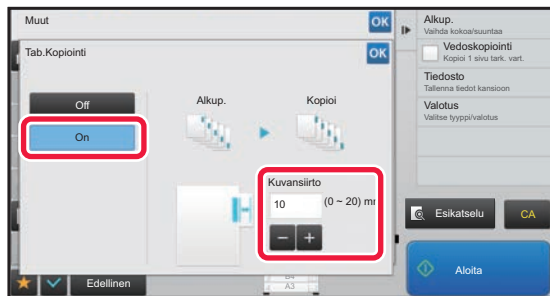 Muut
OK
Tab.Kopiointi
OK
Off
On
Alkup.
Kopioi
Kuvansiirto
10
(0 ~ 20) mm
Edellinen
A3
Alkup.
Vaihda kokoa/suuntaa
Vedoskopiointi
Kopioi 1 sivu tark. vart.
Tiedosto
Tallenna tiedot kansioon
Valotus
Valitse tyyppi/valotus
Esikatselu
CA
Aloita